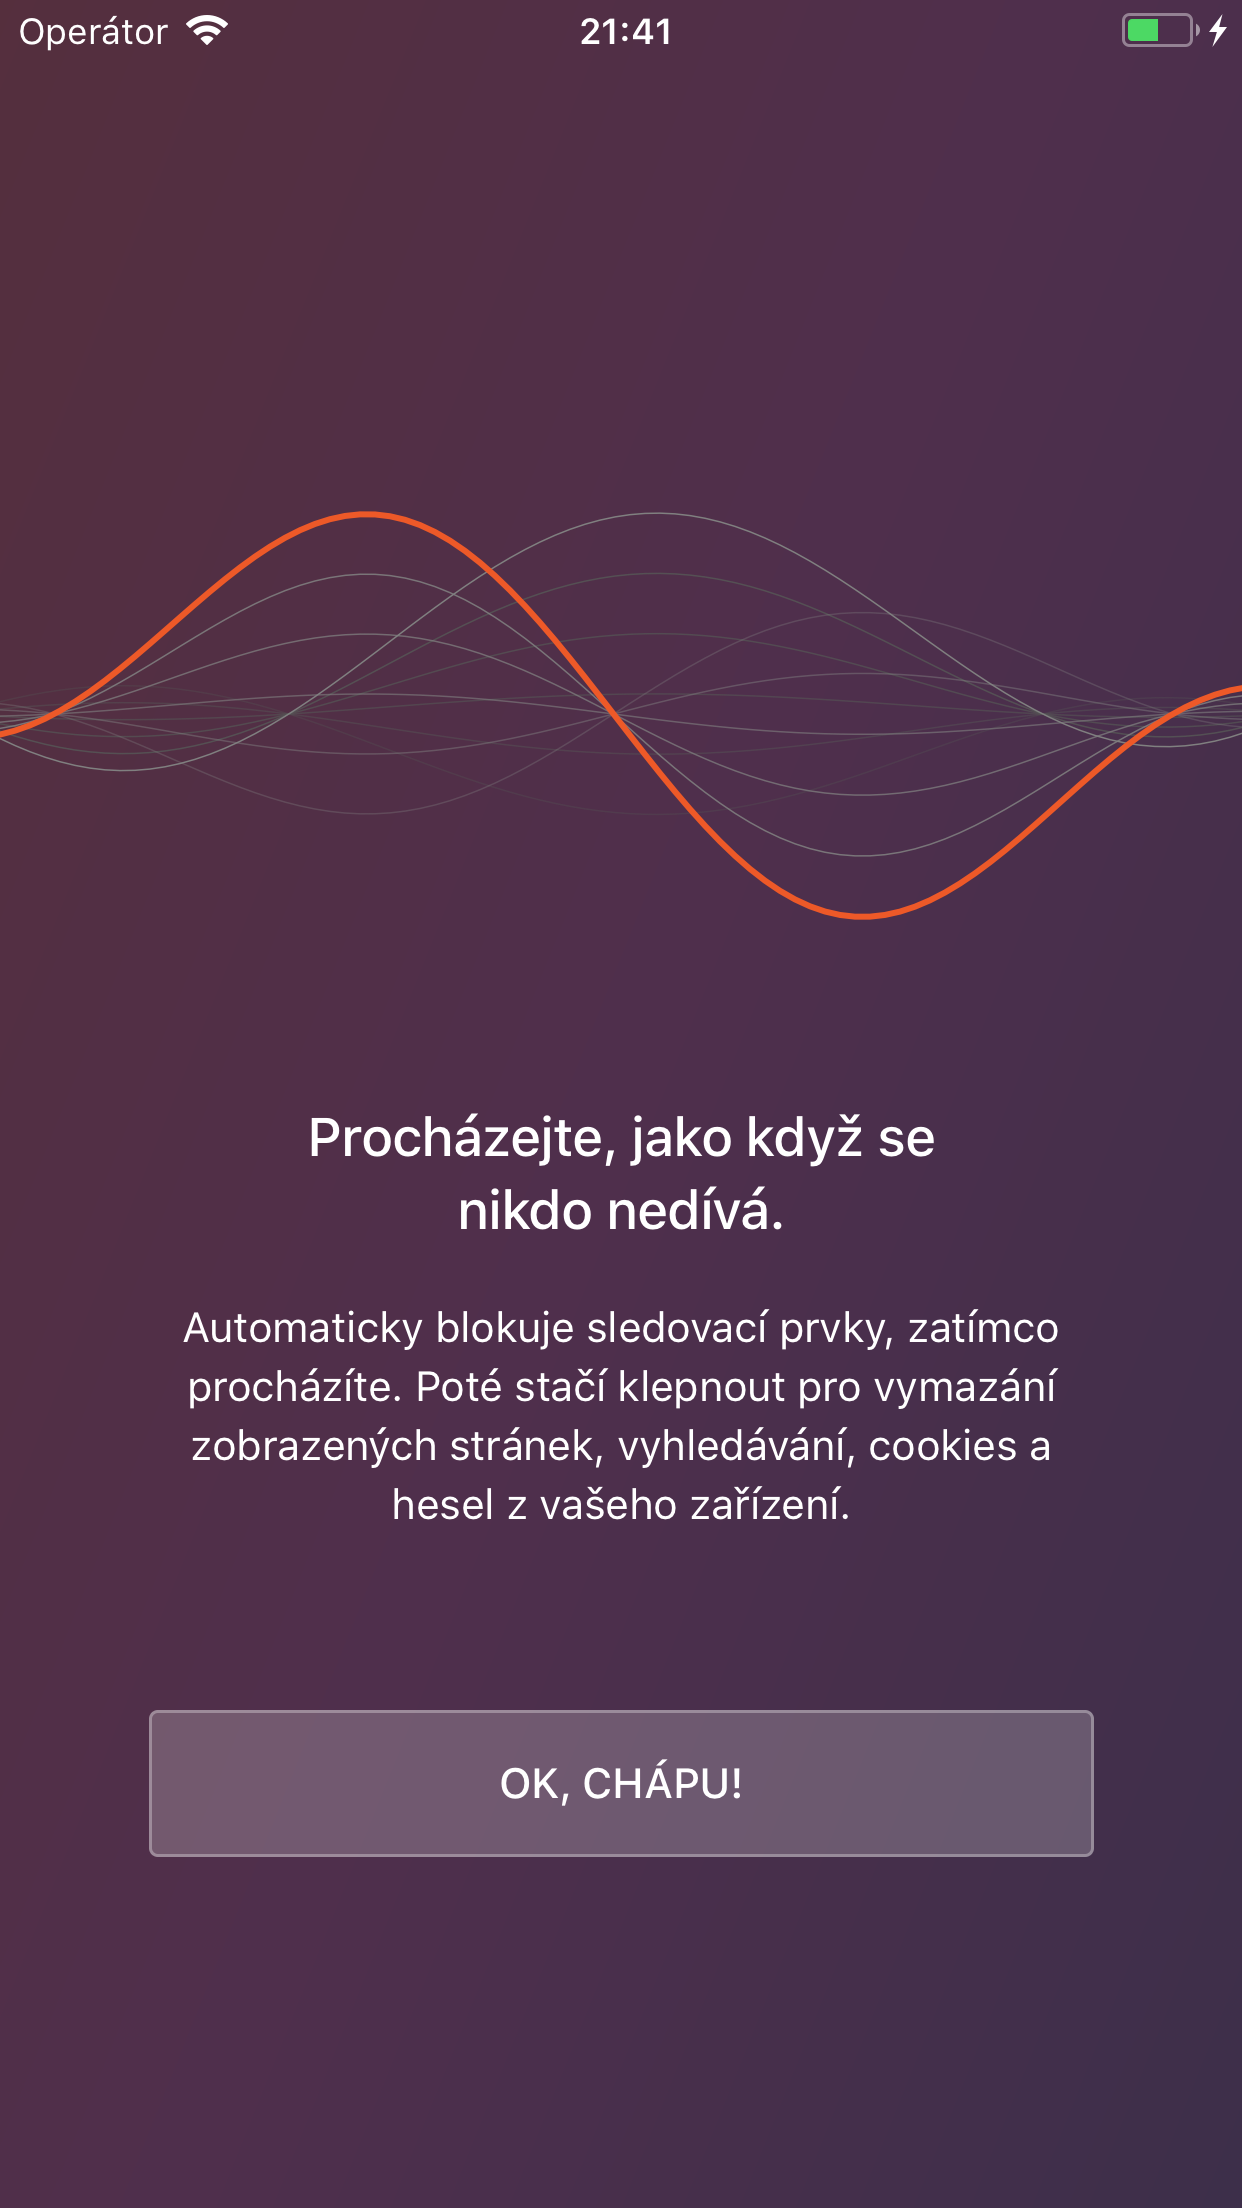 Operátor
21:41
Procházejte, jako když se
nikdo nedívá.
Automaticky blokuje sledovací prvky, zatímco
procházíte. Poté stačí klepnout pro vymazání
zobrazených stránek, vyhledávání, cookies a
hesel z vašeho zařízení.
OK, CHÁPU!